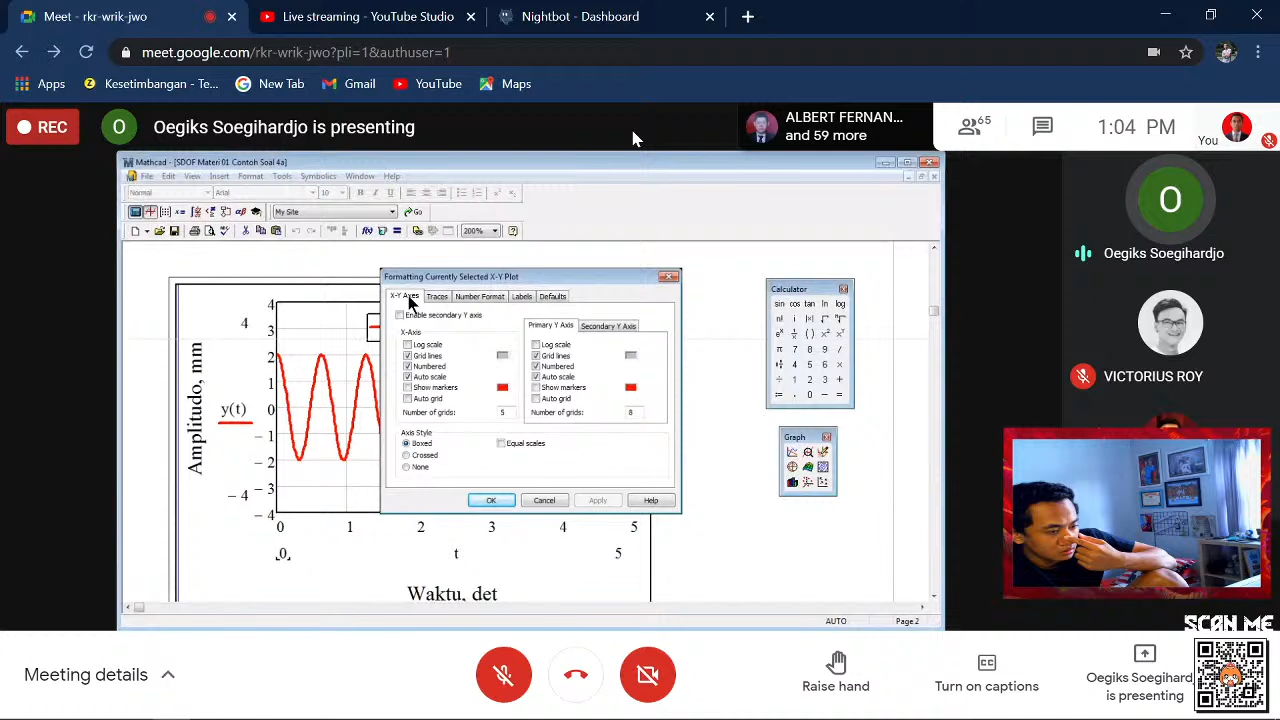 Meet - rkr-wrik-jwo
Live streaming - YouTube Studio
Nightbot - Dashboard
meet.google.com/rkr-wrik-jwo?pli=1&authuser=1
Apps
Kesetimbangan - Te...
New Tab
Gmail
YouTube
Maps
REC
O
Oegiks Soegihardjo is presenting
ALBERT FERNAN...
and 59 more
65
1:04 PM
You
Mathcad - [SDOF Materi 01 Contoh Soal 4a]
File Edit View Insert Format Tools Symbolics Window Help
Normal Arial 10 B I U
My Site Go
200%
Formatting Currently Selected X-Y Plot
X-Y Axes Traces Number Format Labels Defaults
Enable secondary Y axis
X-Axis
Log scale
Grid lines
Numbered
Auto scale
Show markers
Auto grid
Number of grids: 5
Primary Y Axis Secondary Y Axis
Log scale
Grid lines
Numbered
Auto scale
Show markers
Auto grid
Number of grids: 8
Axis Style
Boxed
Crossed
None
Equal scales
OK Cancel Apply Help
Amplitudo, mm
y(t)
4
− 4
4
3
2
1
0
− 1
− 2
− 3
− 4
0 1 2 3 4 5
0 t 5
Waktu, det
Calculator
sin cos tan ln log
π 7 8 9 /
4 5 6 ×
÷ 1 2 3 +
:= . 0 − =
Graph
AUTO Page 2
O
Oegiks Soegihardjo
VICTORIUS ROY
SCAN ME
Meeting details
Raise hand
Turn on captions
Oegiks Soegihard
is presenting